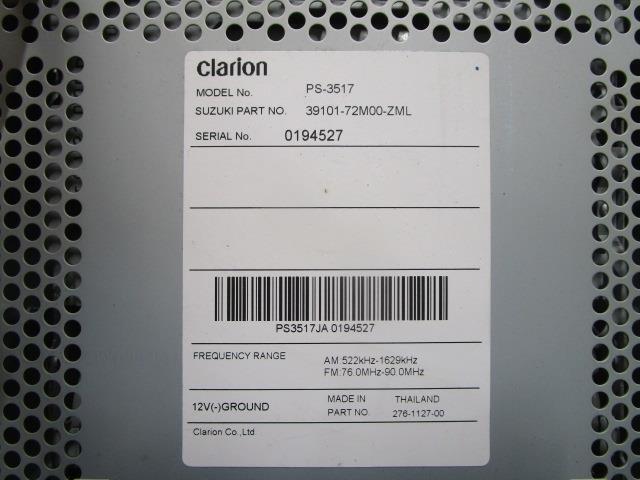 clarion
MODEL No. PS-3517
SUZUKI PART NO. 39101-72M00-ZML
SERIAL No. 0194527
PS3517JA 0194527
FREQUENCY RANGE AM:522kHz-1629kHz
FM:76.0MHz-90.0MHz
12V(-)GROUND MADE IN THAILAND
PART NO. 276-1127-00
Clarion Co.,Ltd